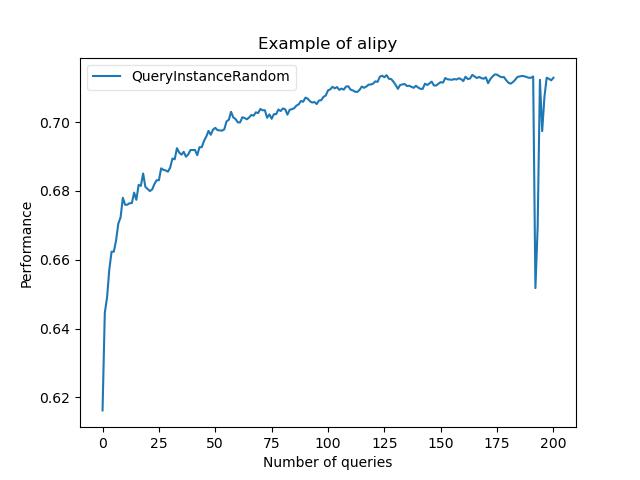 Example of alipy
QueryInstanceRandom
Performance
0.70
0.68
0.66
0.64
0.62
0 25 50 75 100 125 150 175 200
Number of queries